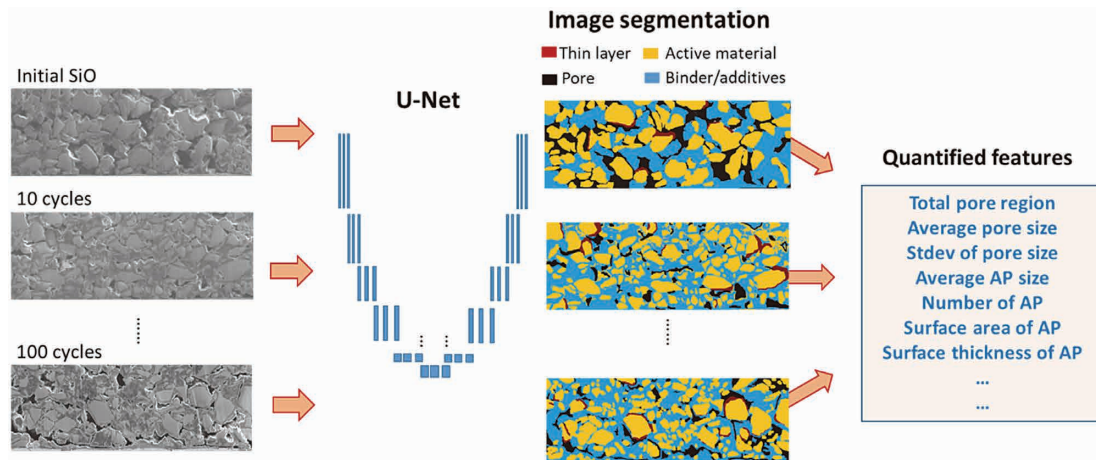 Image segmentation
Thin layer
Active material
Pore
Binder/additives
Initial SiO
U-Net
10 cycles
100 cycles
Quantified features
Total pore region
Average pore size
Stdev of pore size
Average AP size
Number of AP
Surface area of AP
Surface thickness of AP
...
...